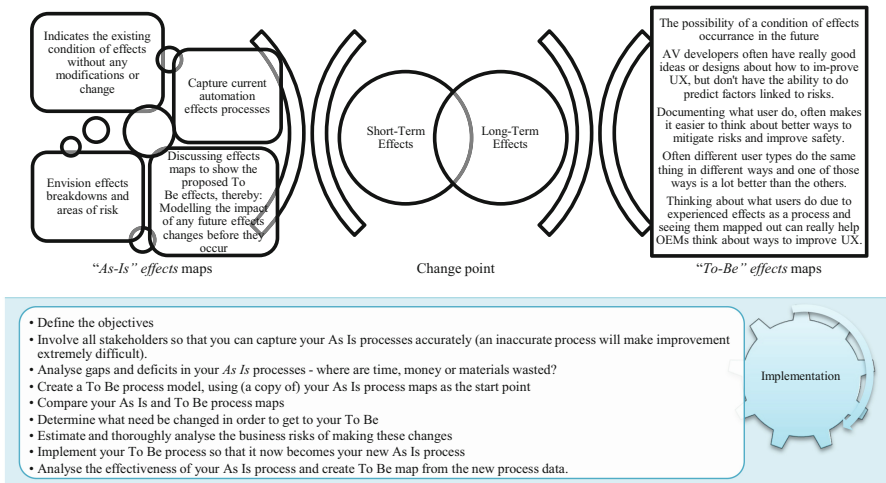 Indicates the existing
condition of effects
without any
modifications or
change
Capture current
automation
effects processes
Envision effects
breakdowns and
areas of risk
Discussing effects
maps to show the
proposed To
Be effects, thereby:
Modelling the impact
of any future effects
changes before they
occur
“As-Is” effects maps
Short-Term
Effects
Long-Term
Effects
Change point
The possibility of a condition of effects
occurrance in the future
AV developers often have really good
ideas or designs about how to im-prove
UX, but don't have the ability to do
predict factors linked to risks.
Documenting what user do, often makes
it easier to think about better ways to
mitigate risks and improve safety.
Often different user types do the same
thing in different ways and one of those
ways is a lot better than the others.
Thinking about what users do due to
experienced effects as a process and
seeing them mapped out can really help
OEMs think about ways to improve UX.
“To-Be” effects maps
• Define the objectives
• Involve all stakeholders so that you can capture your As Is processes accurately (an inaccurate process will make improvement
extremely difficult).
• Analyse gaps and deficits in your As Is processes - where are time, money or materials wasted?
• Create a To Be process model, using (a copy of) your As Is process maps as the start point
• Compare your As Is and To Be process maps
• Determine what need be changed in order to get to your To Be
• Estimate and thoroughly analyse the business risks of making these changes
• Implement your To Be process so that it now becomes your new As Is process
• Analyse the effectiveness of your As Is process and create To Be map from the new process data.
Implementation